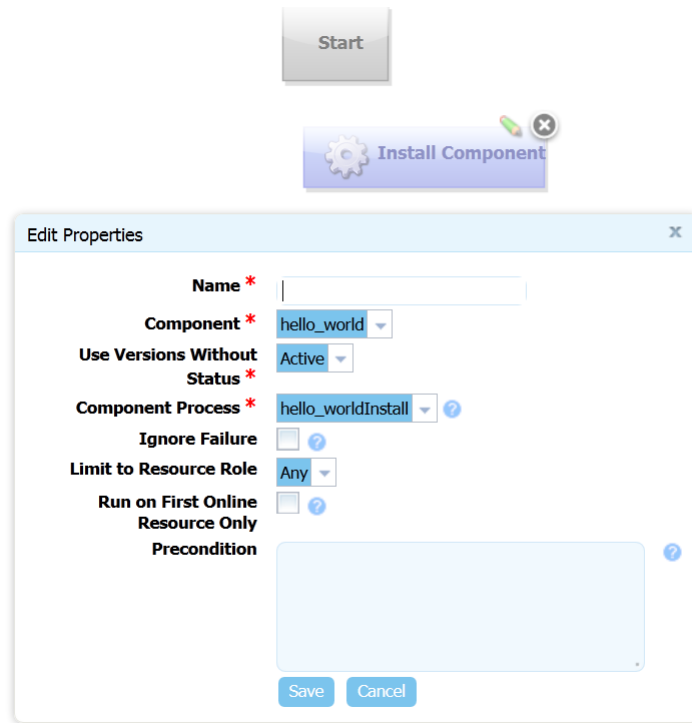 Start
Install Component
Edit Properties x
Name *
Component * hello_world
Use Versions Without
Status * Active
Component Process * hello_worldInstall ?
Ignore Failure ?
Limit to Resource Role Any
Run on First Online
Resource Only ?
Precondition ?
Save Cancel